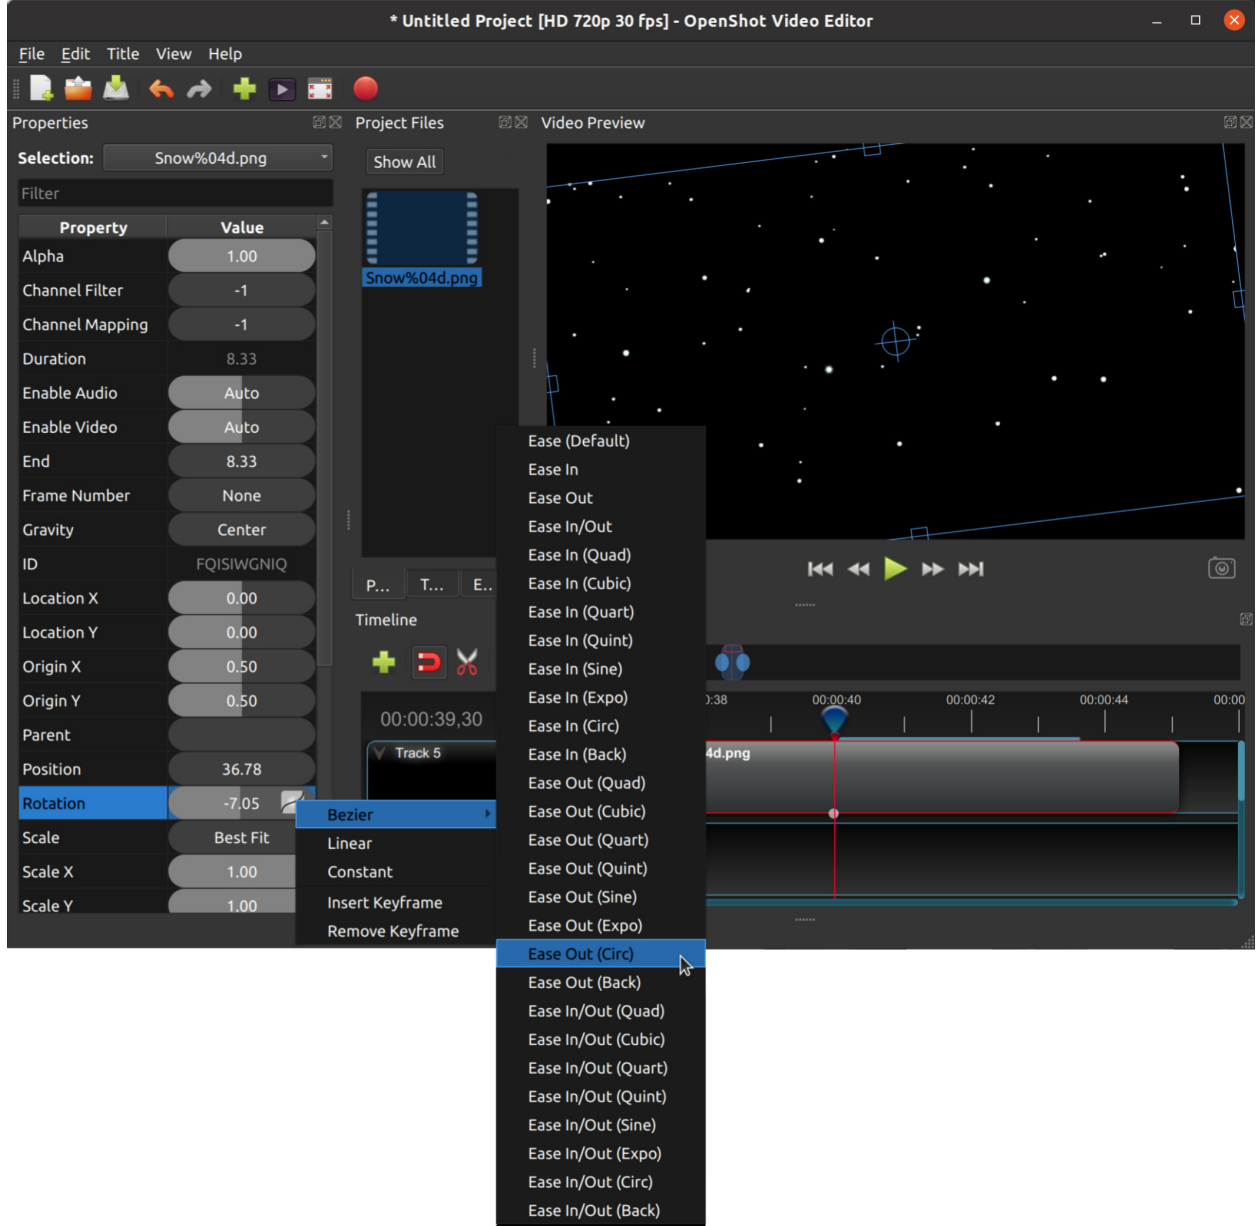 * Untitled Project [HD 720p 30 fps] - OpenShot Video Editor
File Edit Title View Help
Properties
Selection: Snow%04d.png
Filter
Property Value
Alpha 1.00
Channel Filter -1
Channel Mapping -1
Duration 8.33
Enable Audio Auto
Enable Video Auto
End 8.33
Frame Number None
Gravity Center
ID FQISIWGNIQ
Location X 0.00
Location Y 0.00
Origin X 0.50
Origin Y 0.50
Parent
Position 36.78
Rotation -7.05
Scale Best Fit
Scale X 1.00
Scale Y 1.00
Project Files
Show All
Snow%04d.png
P... T... E..
Video Preview
Timeline
00:00:39,30
:38 00:00:40 00:00:42 00:00:44 00:00
Track 5
4d.png
Bezier
Linear
Constant
Insert Keyframe
Remove Keyframe
Ease (Default)
Ease In
Ease Out
Ease In/Out
Ease In (Quad)
Ease In (Cubic)
Ease In (Quart)
Ease In (Quint)
Ease In (Sine)
Ease In (Expo)
Ease In (Circ)
Ease In (Back)
Ease Out (Quad)
Ease Out (Cubic)
Ease Out (Quart)
Ease Out (Quint)
Ease Out (Sine)
Ease Out (Expo)
Ease Out (Circ)
Ease Out (Back)
Ease In/Out (Quad)
Ease In/Out (Cubic)
Ease In/Out (Quart)
Ease In/Out (Quint)
Ease In/Out (Sine)
Ease In/Out (Expo)
Ease In/Out (Circ)
Ease In/Out (Back)